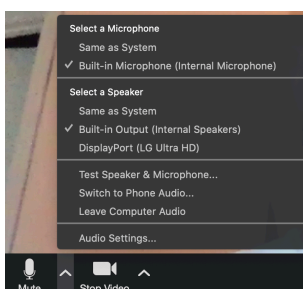 Select a Microphone
Same as System
✓ Built-in Microphone (Internal Microphone)
Select a Speaker
Same as System
✓ Built-in Output (Internal Speakers)
DisplayPort (LG Ultra HD)
Test Speaker & Microphone...
Switch to Phone Audio...
Leave Computer Audio
Audio Settings...
Mute
Stop Video